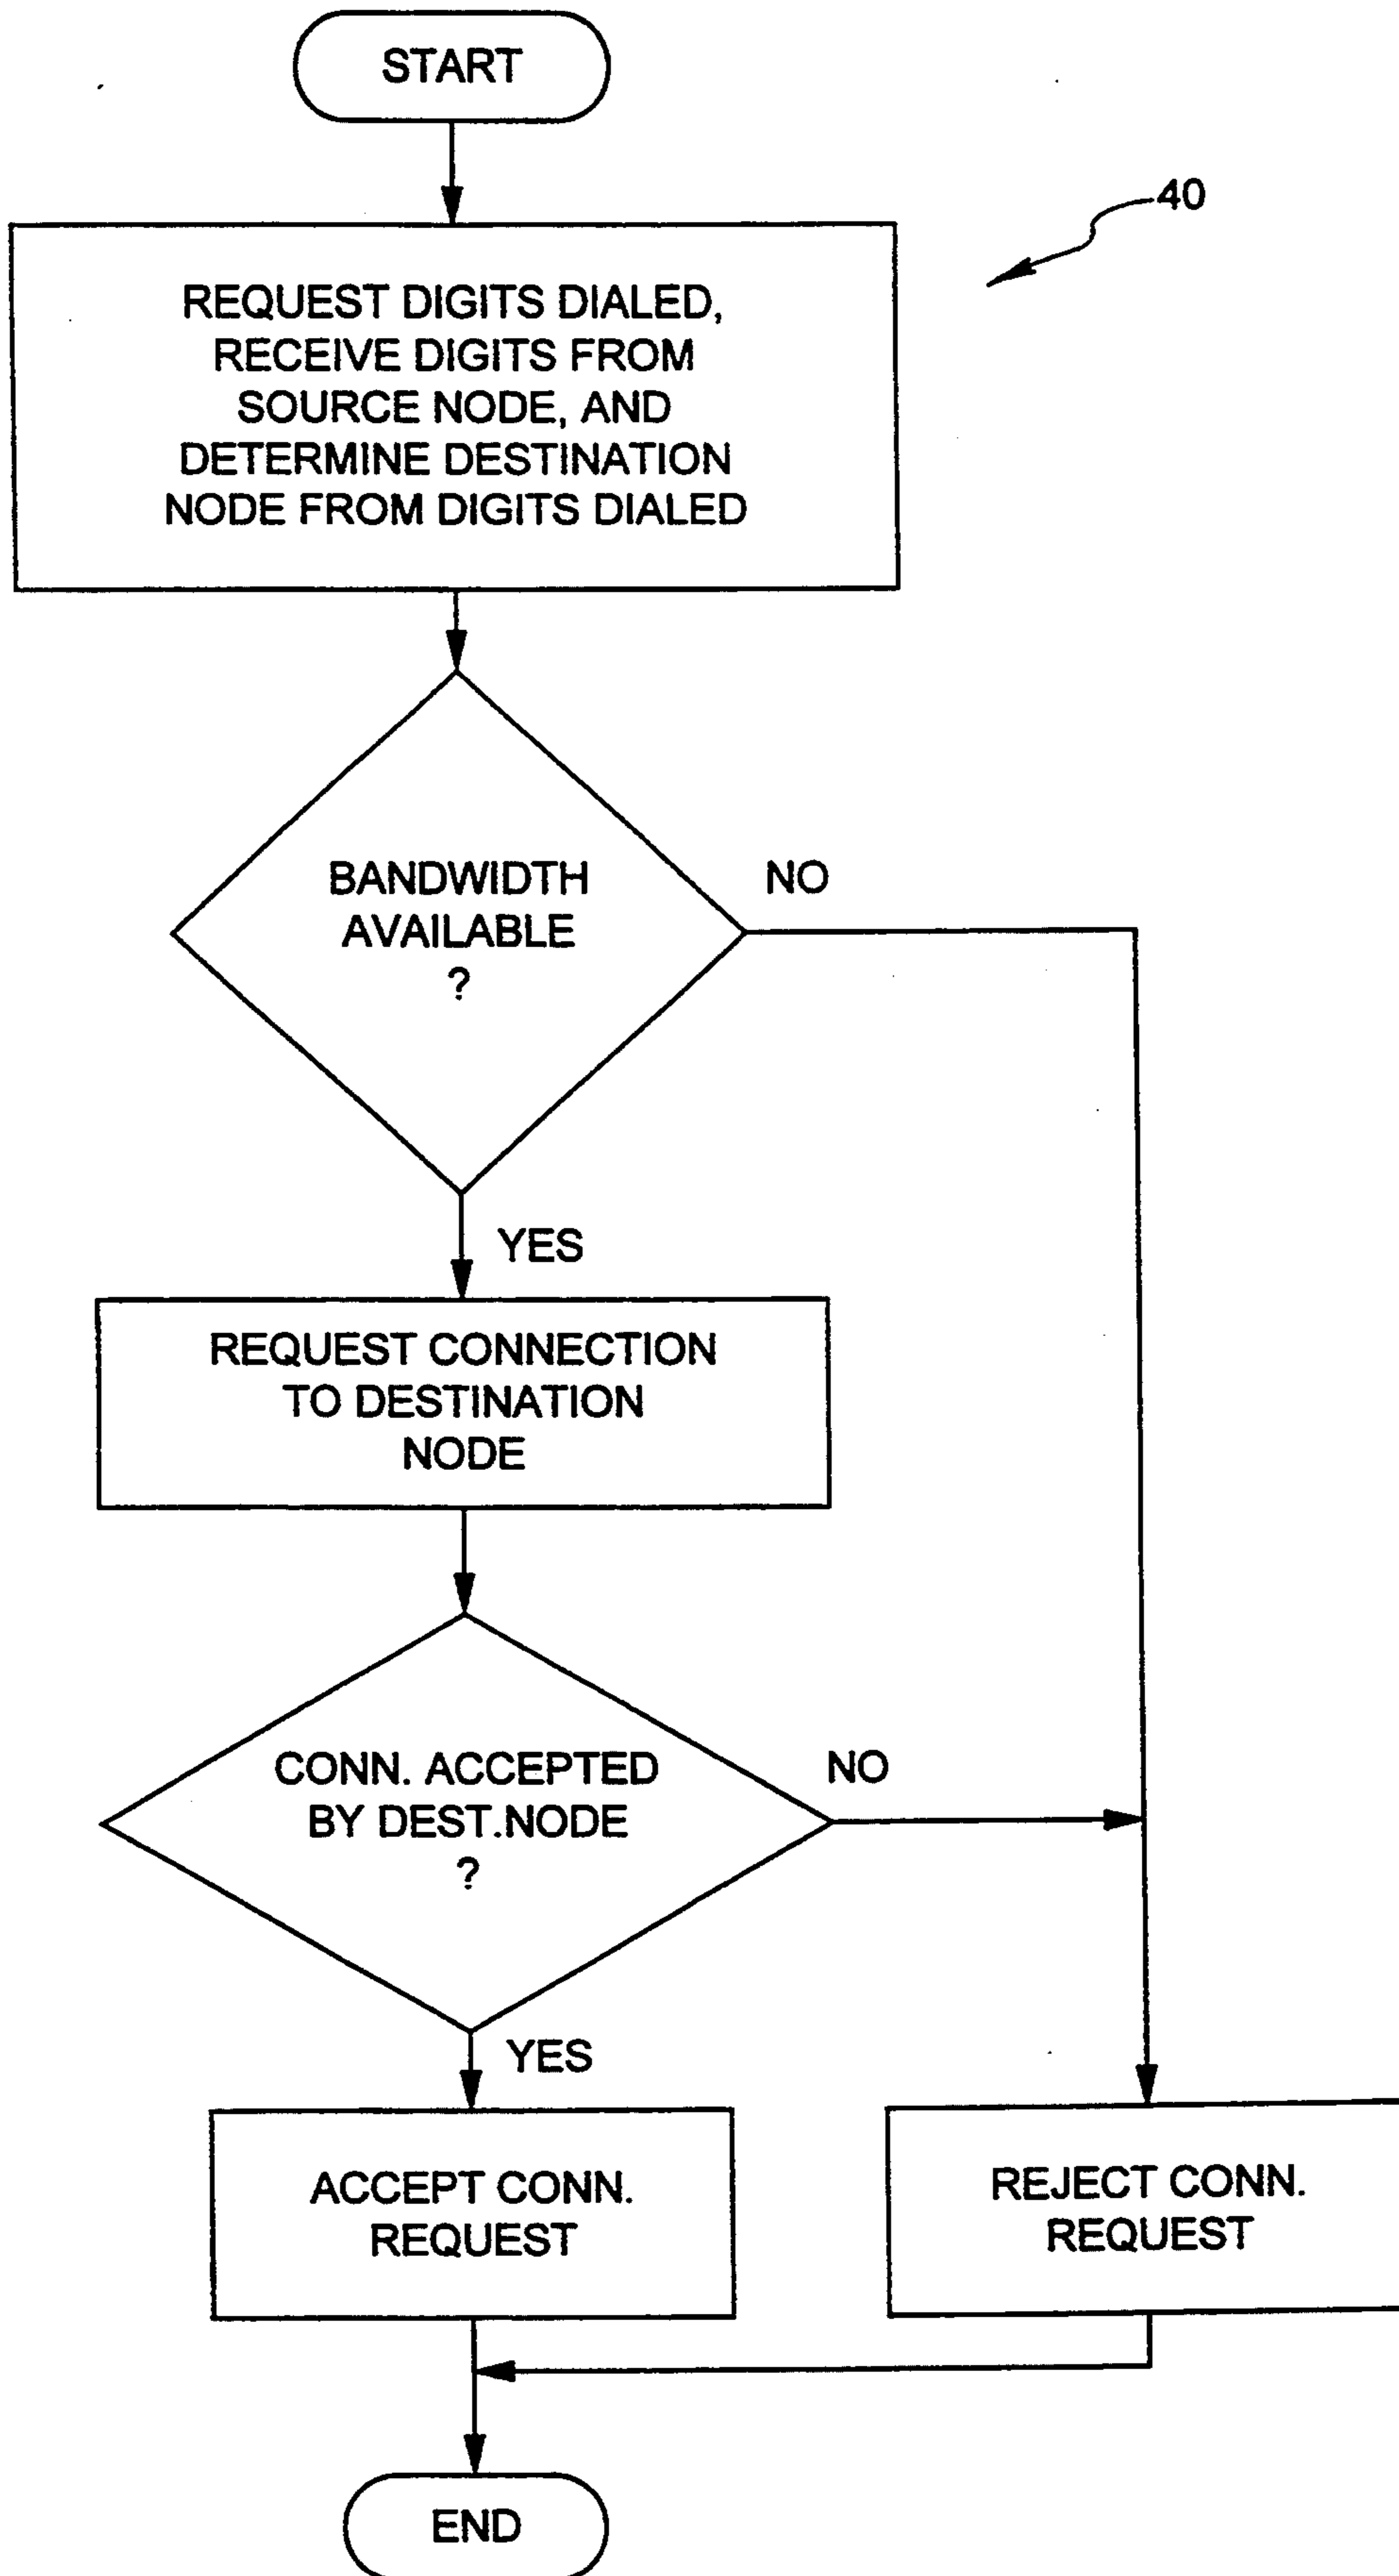 START
40
REQUEST DIGITS DIALED,
RECEIVE DIGITS FROM
SOURCE NODE, AND
DETERMINE DESTINATION
NODE FROM DIGITS DIALED
BANDWIDTH
AVAILABLE
?
NO
YES
REQUEST CONNECTION
TO DESTINATION
NODE
CONN. ACCEPTED
BY DEST.NODE
?
NO
YES
ACCEPT CONN.
REQUEST
REJECT CONN.
REQUEST
END